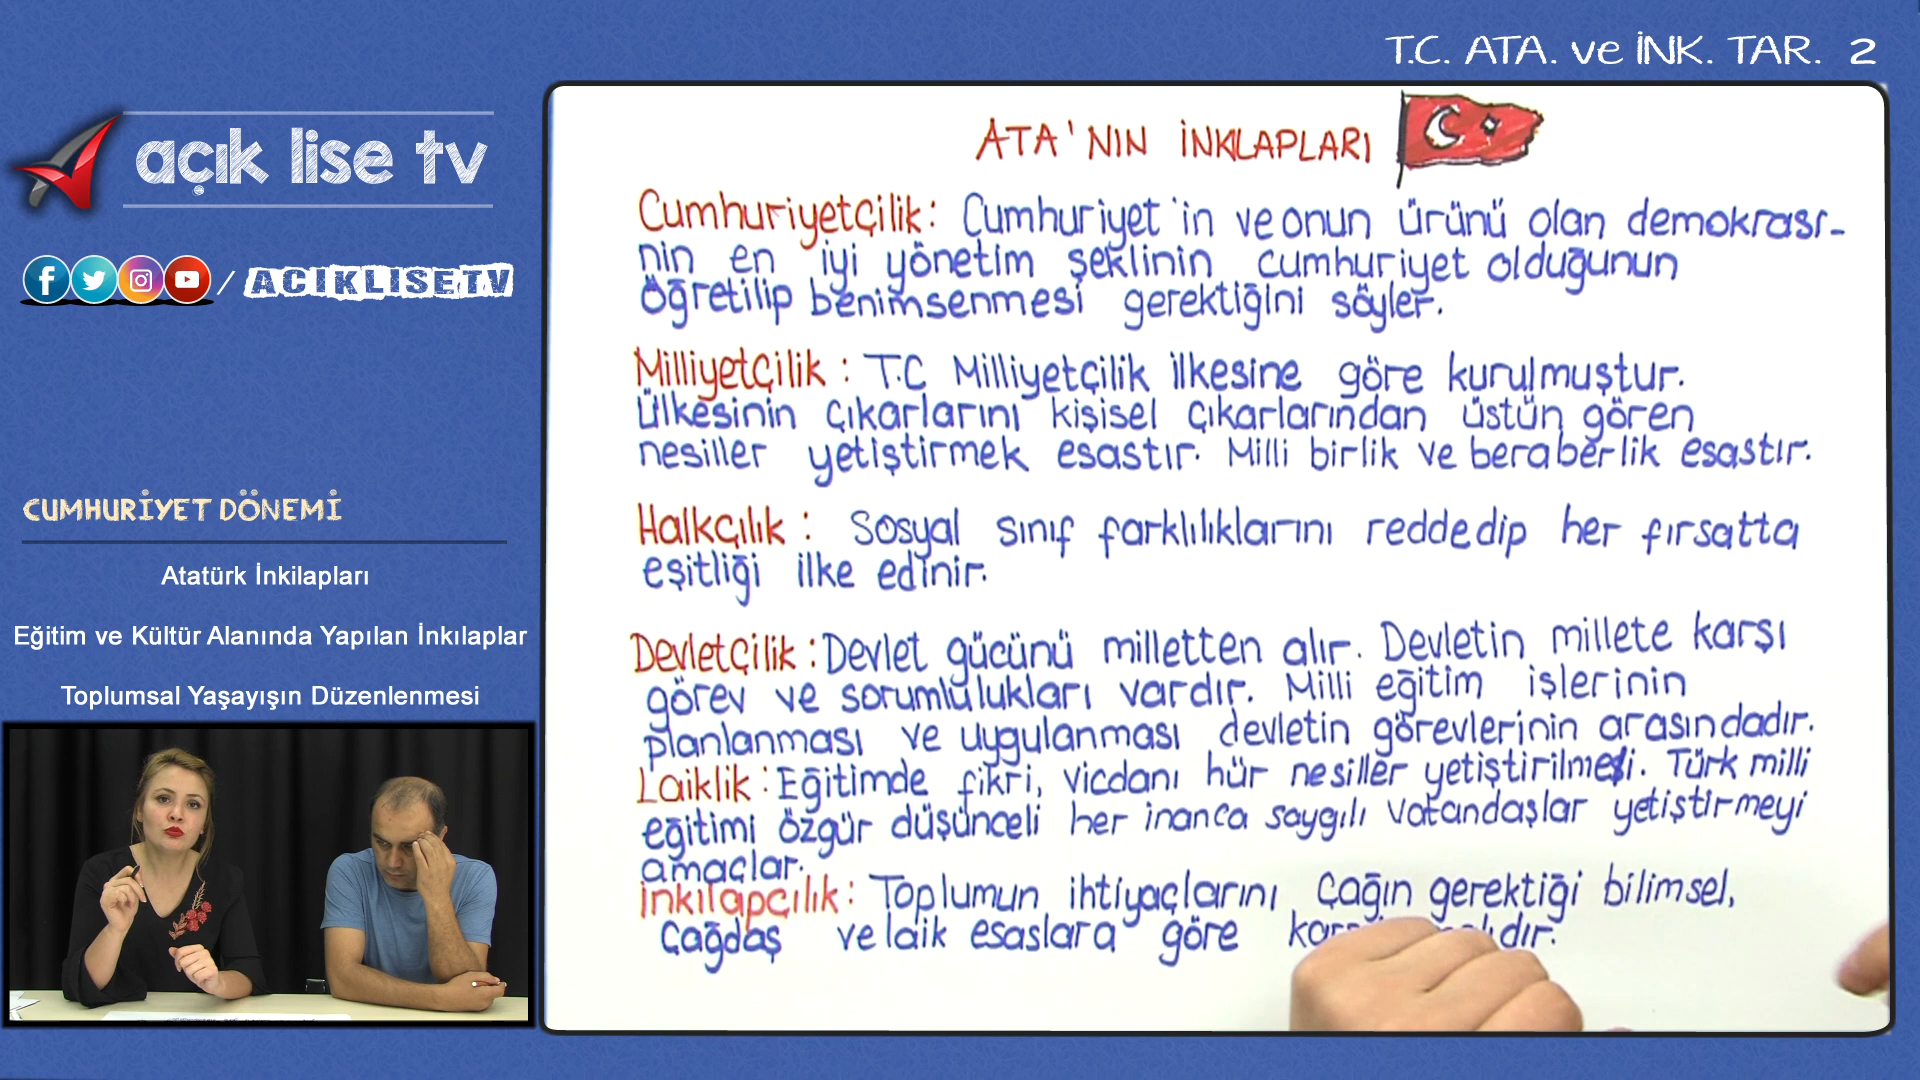 T.C. ATA. ve İNK. TAR. 2
açık lise tv
/ ACIKLISETV
CUMHURİYET DÖNEMİ
Atatürk İnkilapları
Eğitim ve Kültür Alanında Yapılan İnkılaplar
Toplumsal Yaşayışın Düzenlenmesi
ATA'NIN İNKILAPLARI
Cumhuriyetçilik: Cumhuriyet'in ve onun ürünü olan demokrasi-
nin en iyi yönetim şeklinin cumhuriyet olduğunun
Öğretilip benimsenmesi gerektiğini söyler.
Milliyetçilik: T.C Milliyetçilik ilkesine göre kurulmuştur.
Ülkesinin çıkarlarını kişisel çıkarlarından üstün gören
nesiller yetiştirmek esastır. Milli birlik ve beraberlik esastır.
Halkçılık: Sosyal sınıf farklılıklarını reddedip her fırsatta
eşitliği ilke edinir.
Devletçilik: Devlet gücünü milletten alır. Devletin millete karşı
görev ve sorumlulukları vardır. Milli eğitim işlerinin
planlanması ve uygulanması devletin görevlerinin arasındadır.
Laiklik: Eğitimde fikri, vicdanı hür nesiller yetiştirilmesi. Türk milli
eğitimi özgür düşünceli her inanca saygılı vatandaşlar yetiştirmeyi
amaçlar.
inkılapçılık: Toplumun ihtiyaçlarını Çağın gerektiği bilimsel,
Çağdaş ve laik esaslara göre